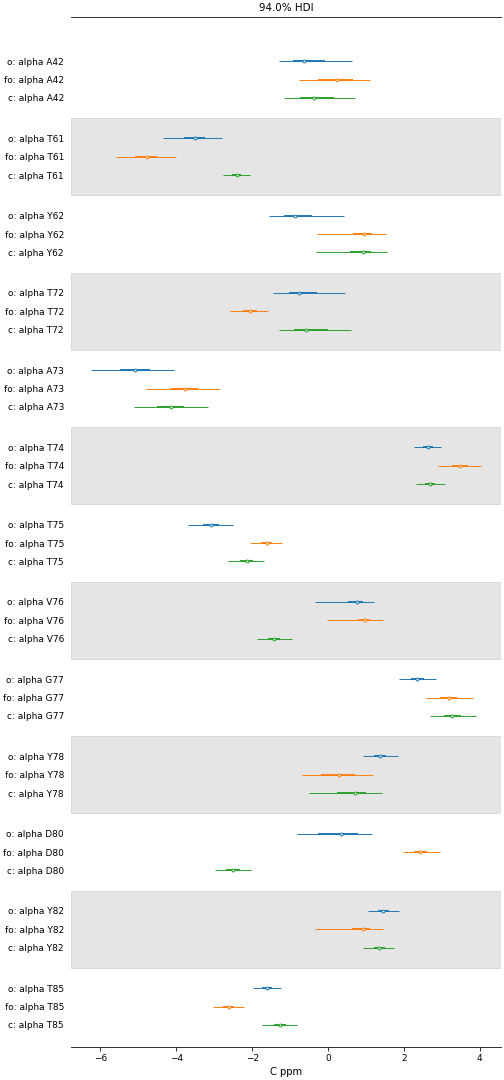 94.0% HDI
o: alpha A42
fo: alpha A42
c: alpha A42
o: alpha T61
fo: alpha T61
c: alpha T61
o: alpha Y62
fo: alpha Y62
c: alpha Y62
o: alpha T72
fo: alpha T72
c: alpha T72
o: alpha A73
fo: alpha A73
c: alpha A73
o: alpha T74
fo: alpha T74
c: alpha T74
o: alpha T75
fo: alpha T75
c: alpha T75
o: alpha V76
fo: alpha V76
c: alpha V76
o: alpha G77
fo: alpha G77
c: alpha G77
o: alpha Y78
fo: alpha Y78
c: alpha Y78
o: alpha D80
fo: alpha D80
c: alpha D80
o: alpha Y82
fo: alpha Y82
c: alpha Y82
o: alpha T85
fo: alpha T85
c: alpha T85
−6 −4 −2 0 2 4
C ppm